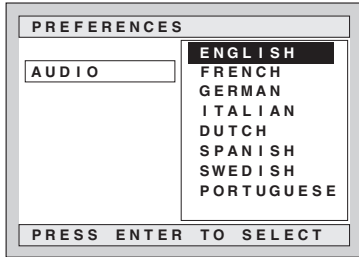 PREFERENCES
AUDIO
ENGLISH
FRENCH
GERMAN
ITALIAN
DUTCH
SPANISH
SWEDISH
PORTUGUESE
PRESS ENTER TO SELECT